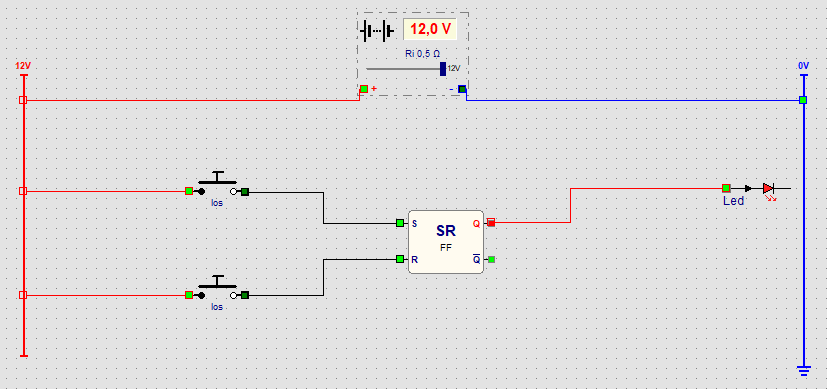 12,0 V
Ri 0,5 Ω
12V
+ -
12V
0V
los
Led
S SR Q
FF
R Q̅
los